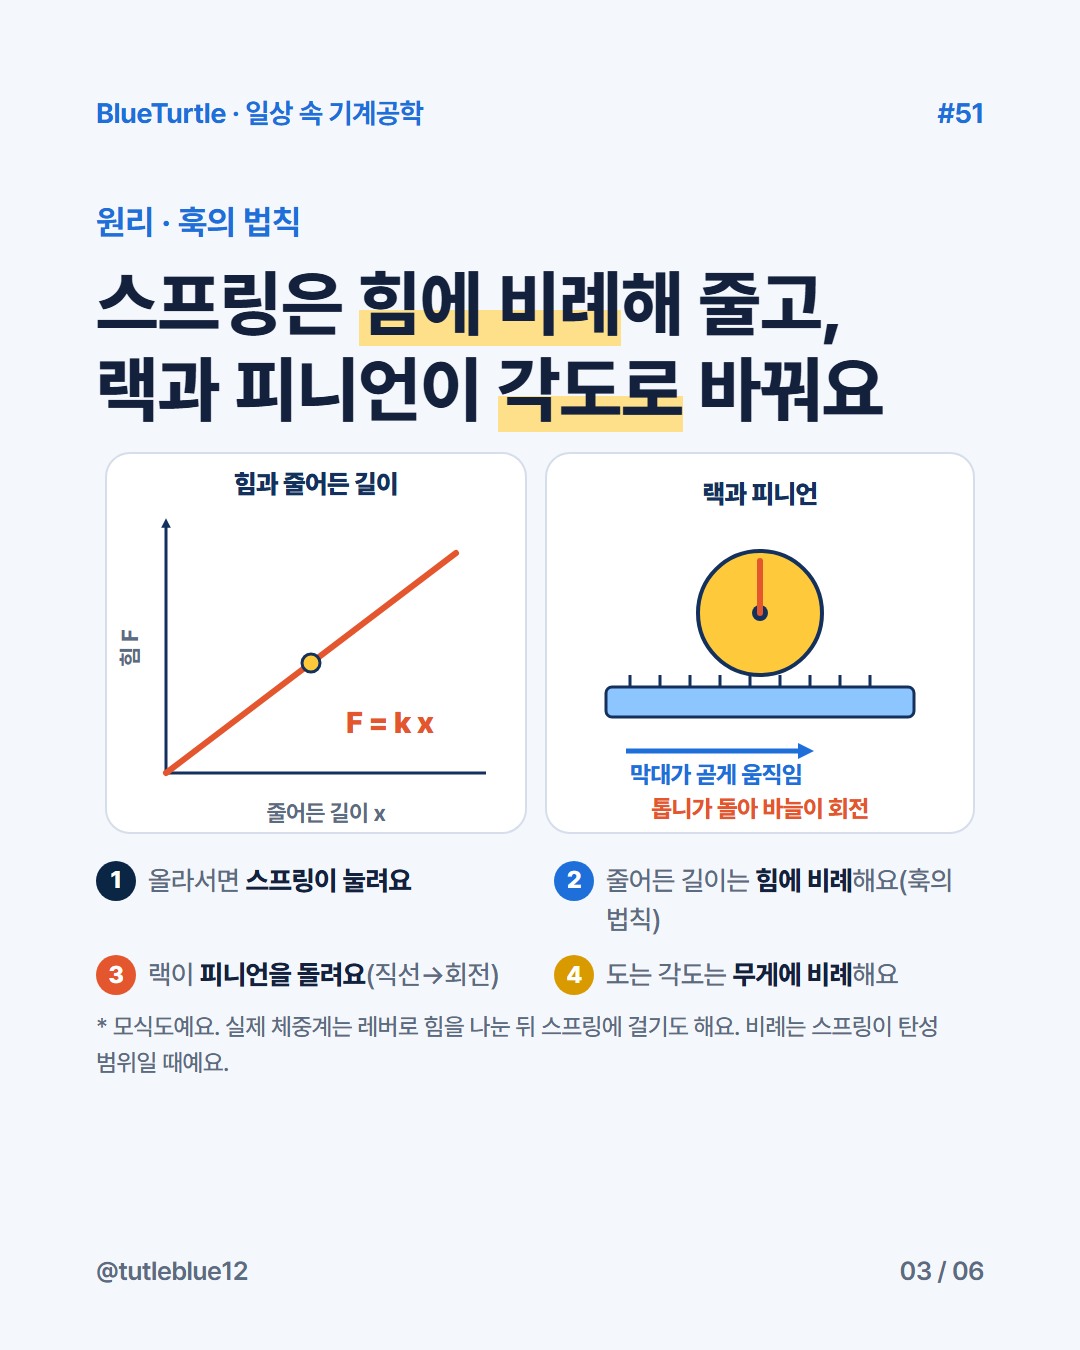 BlueTurtle · 일상 속 기계공학
#51
원리 · 훅의 법칙
스프링은 힘에 비례해 줄고,
랙과 피니언이 각도로 바꿔요
힘과 줄어든 길이
힘 F
F = k x
줄어든 길이 x
랙과 피니언
막대가 곧게 움직임
톱니가 돌아 바늘이 회전
1 올라서면 스프링이 눌려요
2 줄어든 길이는 힘에 비례해요(훅의
법칙)
3 랙이 피니언을 돌려요(직선→회전)
4 도는 각도는 무게에 비례해요
* 모식도예요. 실제 체중계는 레버로 힘을 나눈 뒤 스프링에 걸기도 해요. 비례는 스프링이 탄성
범위일 때예요.
@tutleblue12
03 / 06